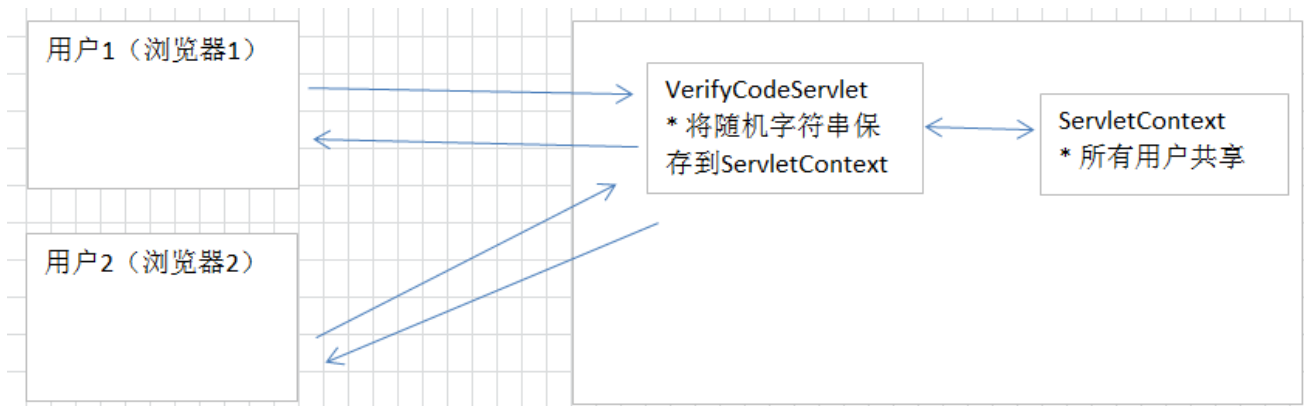 用户1（浏览器1）
VerifyCodeServlet
* 将随机字符串保
存到ServletContext
ServletContext
* 所有用户共享
用户2（浏览器2）